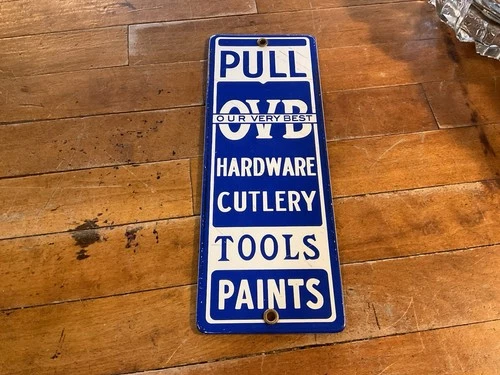 PULL
OVB
OUR VERY BEST
HARDWARE
CUTLERY
TOOLS
PAINTS